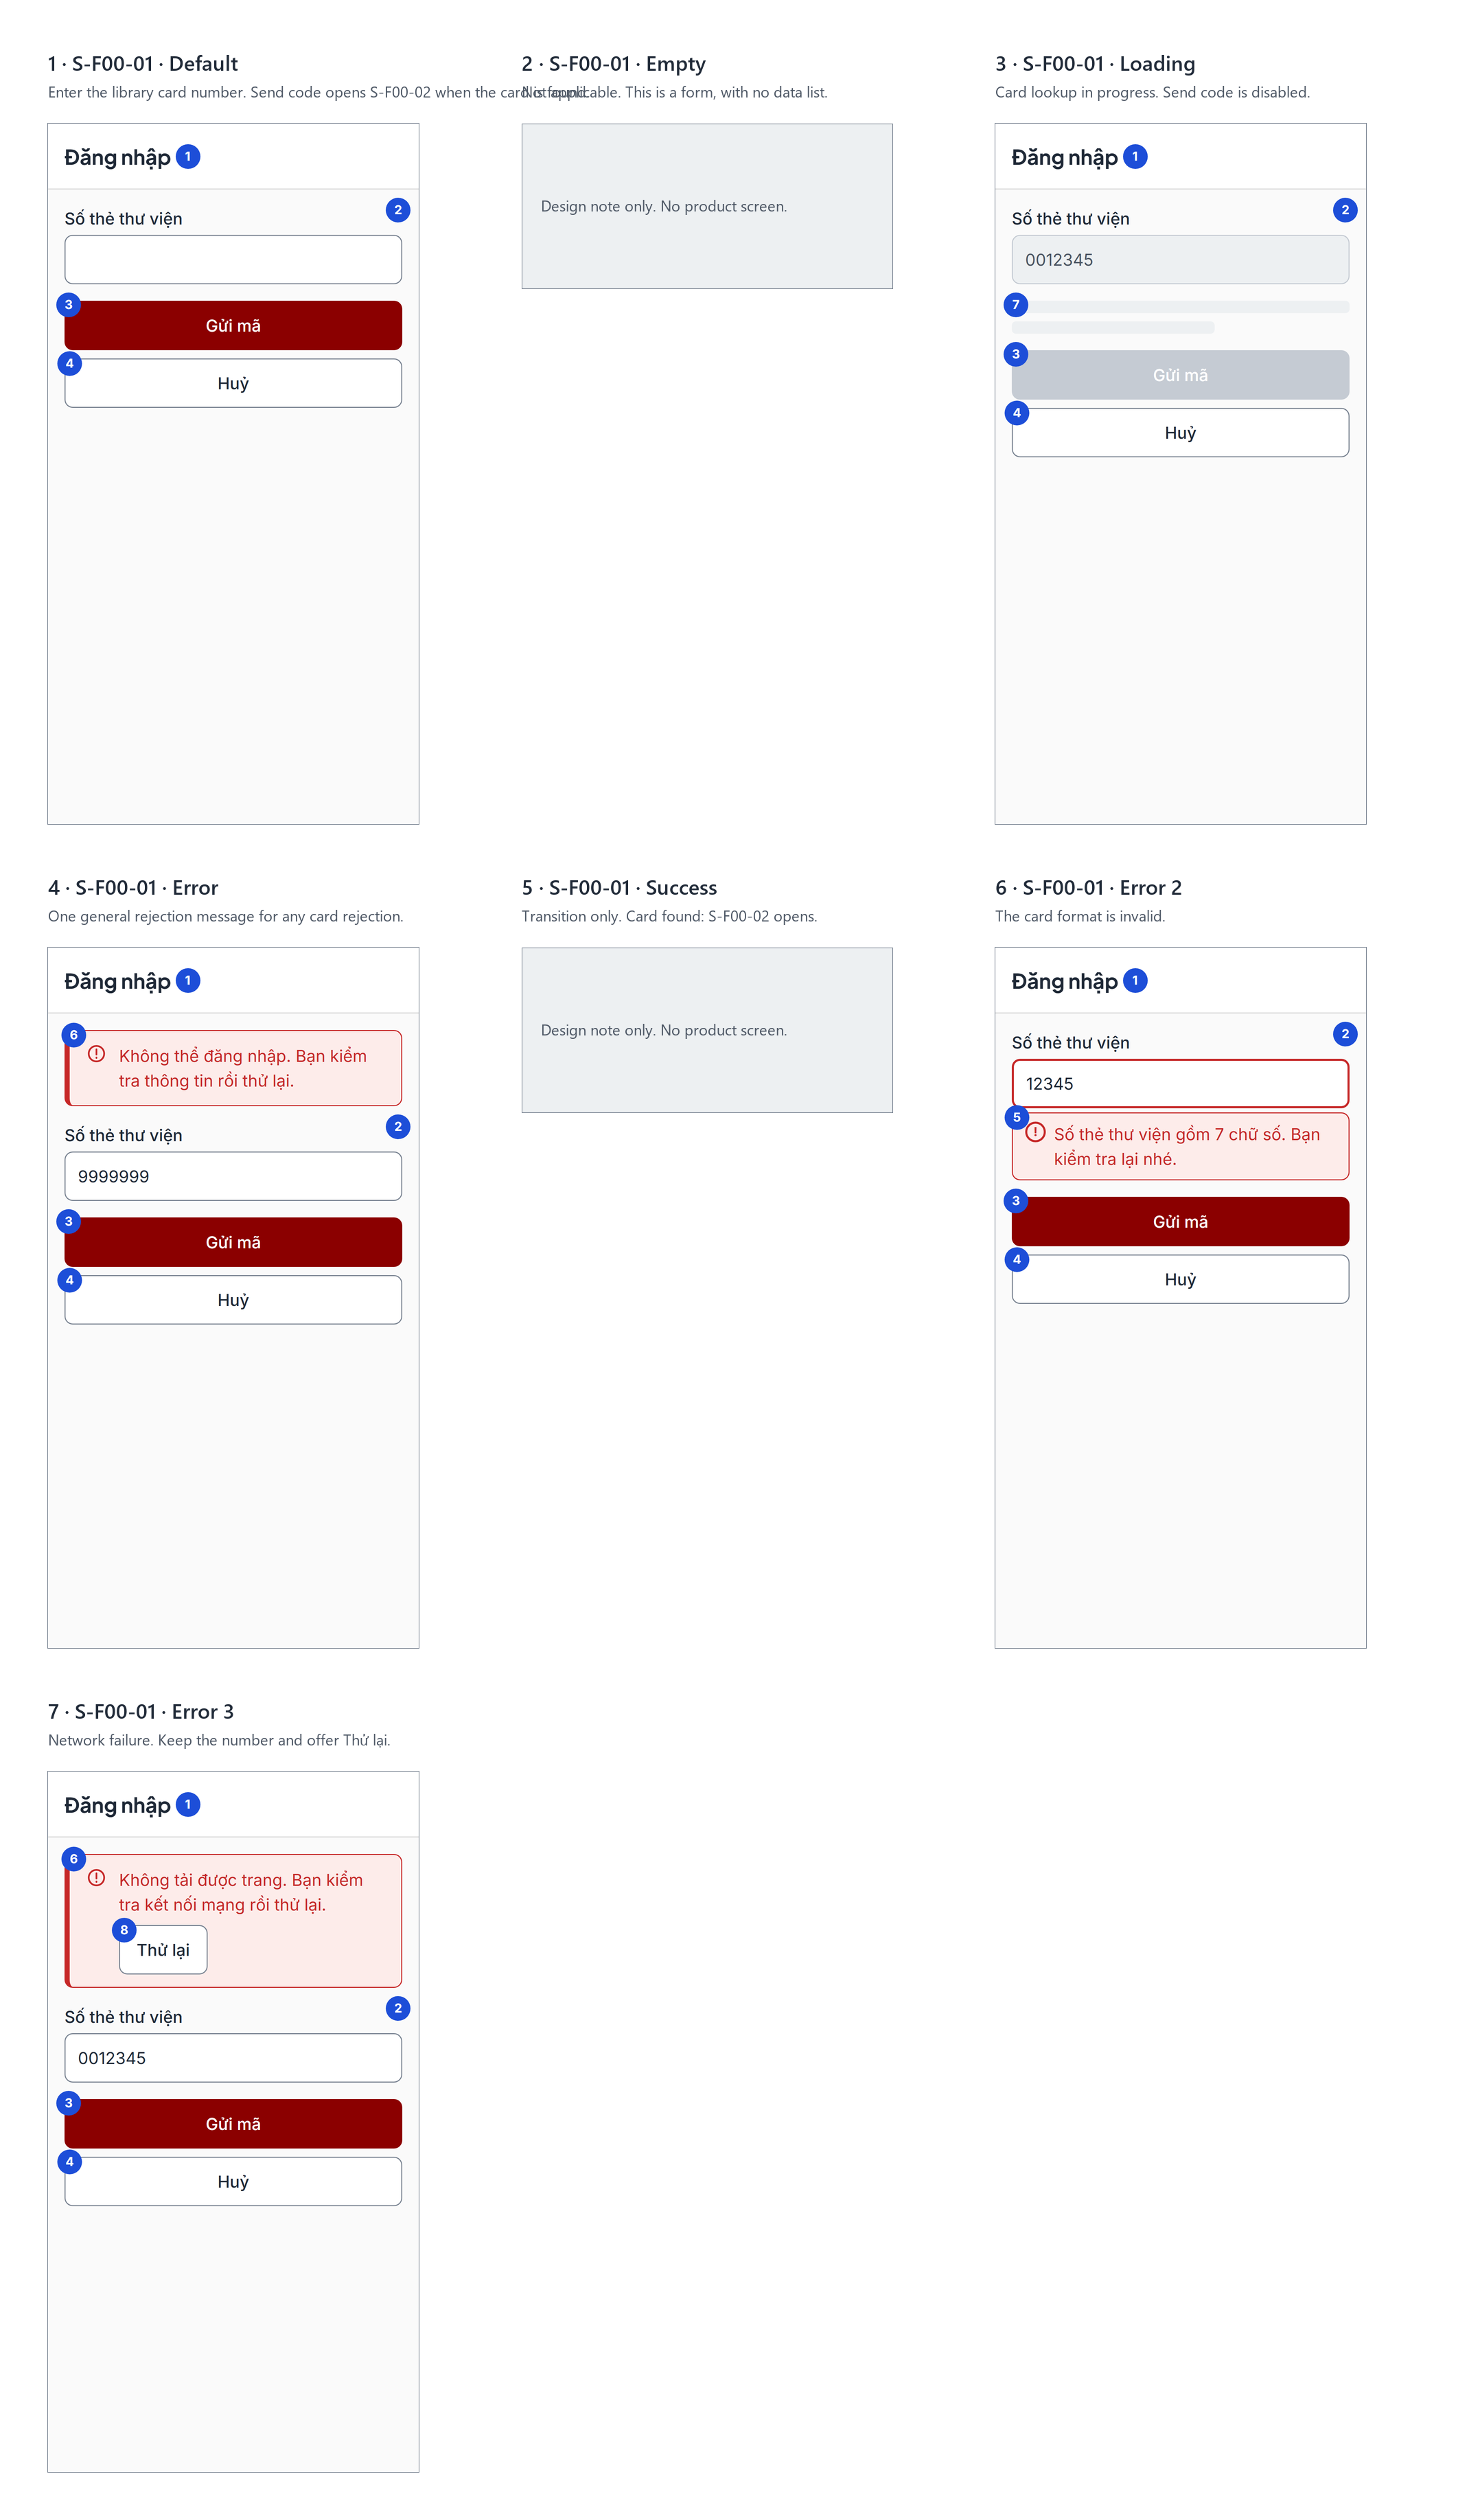 1 · S-F00-01 · Default
Enter the library card number. Send code opens S-F00-02 when the card is found.
Đăng nhập 1
Số thẻ thư viện 2
3
Gửi mã
4
Huỷ
2 · S-F00-01 · Empty
Not applicable. This is a form, with no data list.
Design note only. No product screen.
3 · S-F00-01 · Loading
Card lookup in progress. Send code is disabled.
Đăng nhập 1
Số thẻ thư viện 2
0012345
7
3
Gửi mã
4
Huỷ
4 · S-F00-01 · Error
One general rejection message for any card rejection.
Đăng nhập 1
6
Không thể đăng nhập. Bạn kiểm
tra thông tin rồi thử lại.
Số thẻ thư viện 2
9999999
3
Gửi mã
4
Huỷ
5 · S-F00-01 · Success
Transition only. Card found: S-F00-02 opens.
Design note only. No product screen.
6 · S-F00-01 · Error 2
The card format is invalid.
Đăng nhập 1
Số thẻ thư viện 2
12345
5
Số thẻ thư viện gồm 7 chữ số. Bạn
kiểm tra lại nhé.
3
Gửi mã
4
Huỷ
7 · S-F00-01 · Error 3
Network failure. Keep the number and offer Thử lại.
Đăng nhập 1
6
Không tải được trang. Bạn kiểm
tra kết nối mạng rồi thử lại.
8
Thử lại
Số thẻ thư viện 2
0012345
3
Gửi mã
4
Huỷ